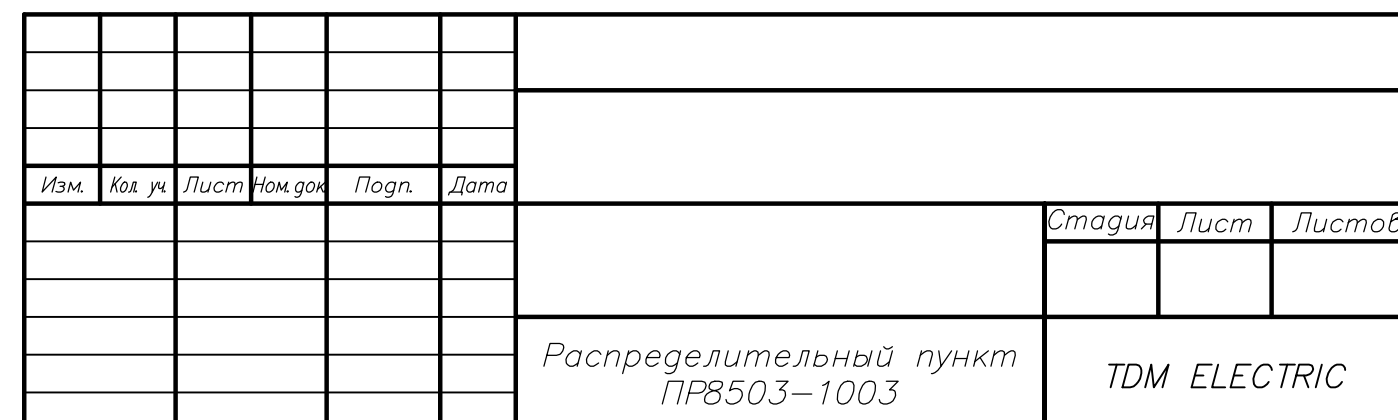 Изм. Кол. уч. Лист Ном. док Подп. Дата
Стадия Лист Листов
Распределительный пункт
ПР8503-1003
TDM ELECTRIC